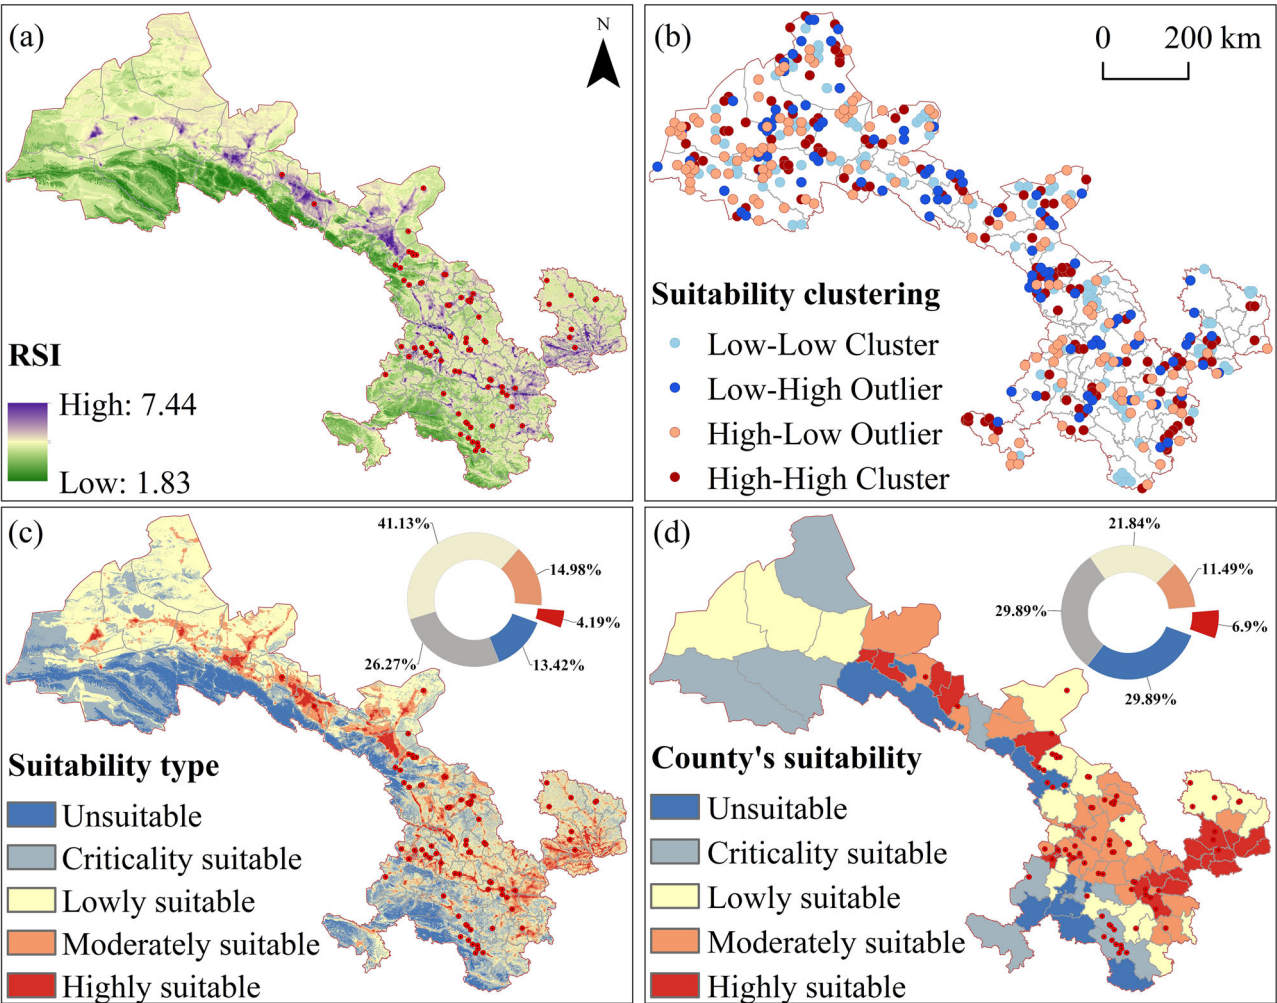 (a)
N
RSI
High: 7.44
Low: 1.83
(b)
0 200 km
Suitability clustering
Low-Low Cluster
Low-High Outlier
High-Low Outlier
High-High Cluster
(c)
41.13%
14.98%
4.19%
26.27%
13.42%
Suitability type
Unsuitable
Criticality suitable
Lowly suitable
Moderately suitable
Highly suitable
(d)
21.84%
11.49%
29.89%
6.9%
29.89%
County's suitability
Unsuitable
Criticality suitable
Lowly suitable
Moderately suitable
Highly suitable